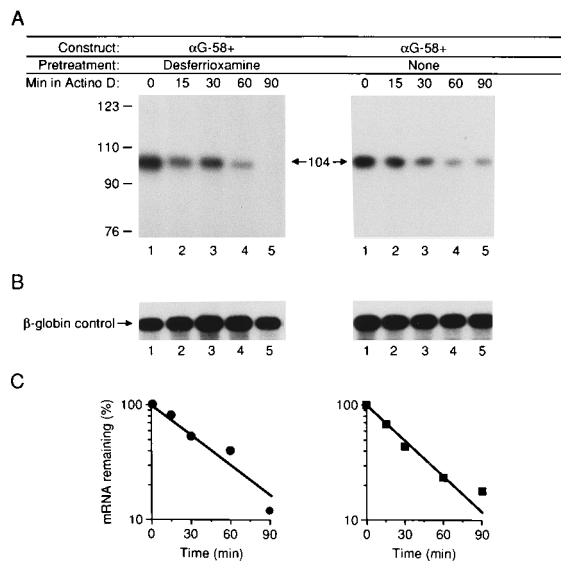 A
Construct: αG-58+ αG-58+
Pretreatment: Desferrioxamine None
Min in Actino D: 0 15 30 60 90 0 15 30 60 90
123
110
104
90
76
1 2 3 4 5 1 2 3 4 5
B
β-globin control
1 2 3 4 5 1 2 3 4 5
C
mRNA remaining (%)
100 100
10 10
0 30 60 90 0 30 60 90
Time (min) Time (min)